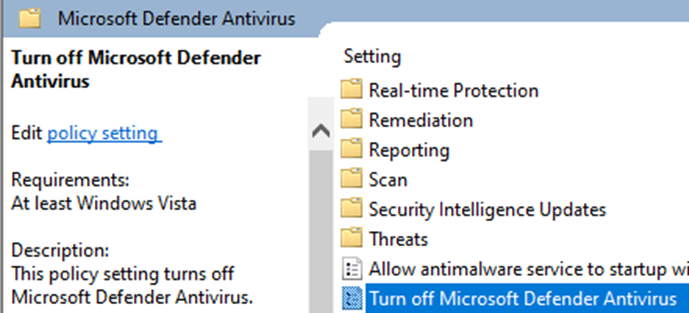 Microsoft Defender Antivirus
Turn off Microsoft Defender
Antivirus
Edit policy setting
Requirements:
At least Windows Vista
Description:
This policy setting turns off
Microsoft Defender Antivirus.
Setting
Real-time Protection
Remediation
Reporting
Scan
Security Intelligence Updates
Threats
Allow antimalware service to startup wi
Turn off Microsoft Defender Antivirus